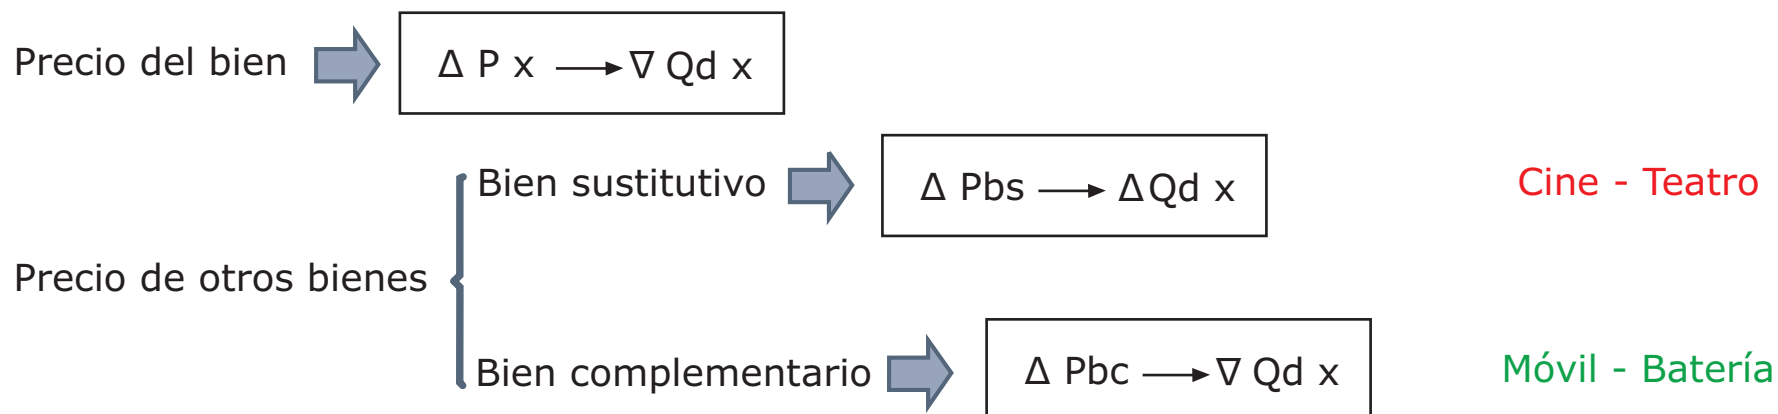 Precio del bien Δ P x → ∇ Qd x
Bien sustitutivo Δ Pbs → Δ Qd x Cine - Teatro
Precio de otros bienes
Bien complementario Δ Pbc → ∇ Qd x Móvil - Batería